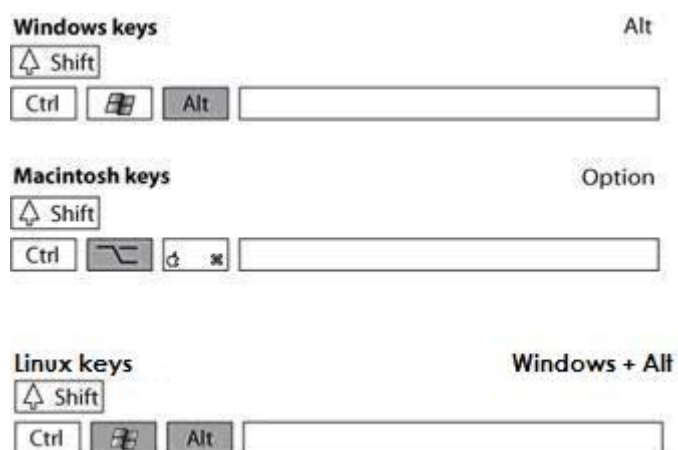 Windows keys Alt
Shift
Ctrl Alt
Macintosh keys Option
Shift
Ctrl ⌥ ⌘
Linux keys Windows + Alt
Shift
Ctrl Alt